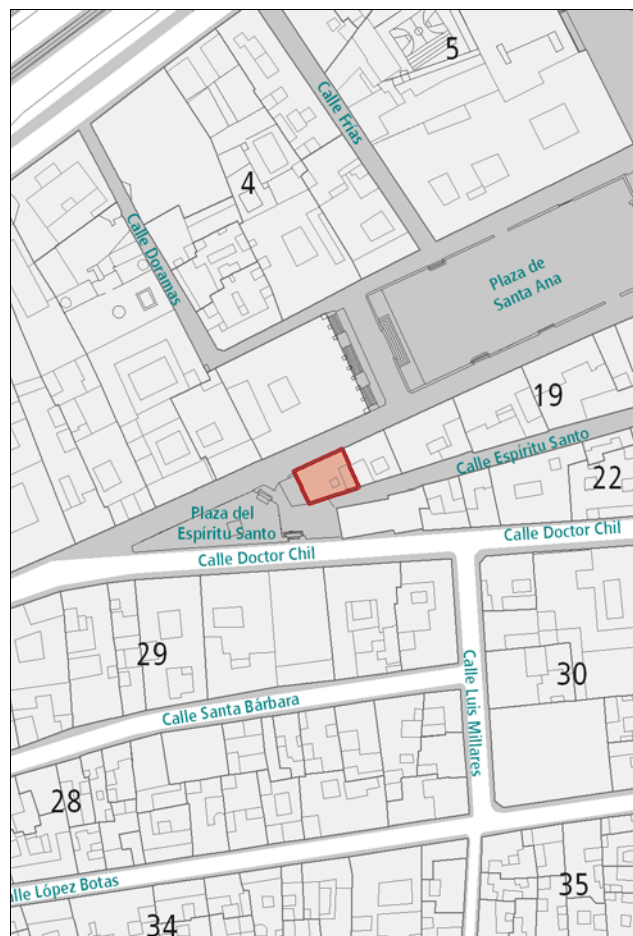 5
Calle Frías
4
Calle Doramas
Plaza de
Santa Ana
19
Calle Espíritu Santo
22
Plaza del
Espíritu Santo
Calle Doctor Chil
Calle Doctor Chil
29
30
Calle Luis Millares
Calle Santa Bárbara
28
lle López Botas
35
34